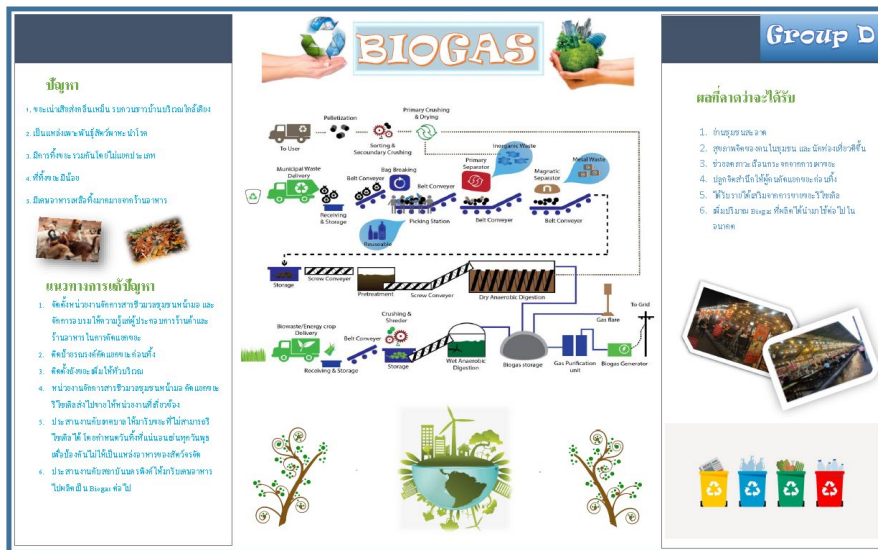 ปัญหา
1. ขยะเน่าเสียส่งกลิ่นเหม็น รบกวนชาวบ้านบริเวณใกล้เคียง
2. เป็นแหล่งเพาะพันธุ์สัตว์พาหะนำโรค
3. มีการทิ้งขยะรวมกันโดยไม่แยกประเภท
4. ที่ทิ้งขยะมีน้อย
5. มีเศษอาหารเหลือทิ้งมากมายจากร้านอาหาร
แนวทางการแก้ปัญหา
1. จัดตั้งหน่วยงานจัดการสารชีวมวลชุมชนหน้ามอ และ
จัดการอบรมให้ความรู้แก่ผู้ประกอบการร้านค้าและ
ร้านอาหารในการคัดแยกขยะ
2. ติดป้ายรณรงค์คัดแยกขยะก่อนทิ้ง
3. ติดตั้งถังขยะเพิ่มให้ทั่วบริเวณ
4. หน่วยงานจัดการสารชีวมวลชุมชนหน้ามอ คัดแยกขยะ
รีไซเคิลส่งไปขายให้หน่วยงานที่เกี่ยวข้อง
5. ประสานงานกับเทศบาลให้มารับขยะที่ไม่สามารถรี
ไซเคิลได้ โดยกำหนดวันทิ้งที่แน่นอนเช่นทุกวันพุธ
เพื่อป้องกันไม่ให้เป็นแหล่งอาหารของสัตว์จรจัด
6. ประสานงานกับสถาบันนครพิงค์ให้มารับเศษอาหาร
ไปผลิตเป็น Biogas ต่อไป
BIOGAS
Primary Crushing
& Drying
Pelletization
To User
Sorting &
Secoundary Crushing
Inorganic Waste
Municipal Waste
Delivery
Belt Conveyor
Bag Breaking
Belt Conveyor
Primary
Separator
Magnatic
Separator
Metal Waste
Receiving
& Storage
Picking Station
Belt Conveyor
Belt Conveyor
Reuseable
Storage
Screw Conveyor
Pretreatment
Screw Conveyor
Dry Anaerobic Digestion
Gas flare
To Grid
Biowaste/Energy crop
Delivery
Belt Conveyor
Crushing &
Shreder
Receiving & Storage
Storage
Wet Anaerobic
Digestion
Biogas storage
Gas Purification
unit
Biogas Generator
Group D
ผลที่คาดว่าจะได้รับ
1. ย่านชุมชนสะอาด
2. สุขภาพจิตของคนในชุมชน และ นักท่องเที่ยวดีขึ้น
3. ช่วยลดภาวะเรือนกระจกจากการเผาขยะ
4. ปลูกจิตสำนึกให้ผู้คนคัดแยกขยะก่อนทิ้ง
5. ได้รับรายได้เสริมจากการขายขยะรีไซเคิล
6. เพิ่มปริมาณ Biogas ที่ผลิตได้นำมาใช้ต่อไปใน
อนาคต